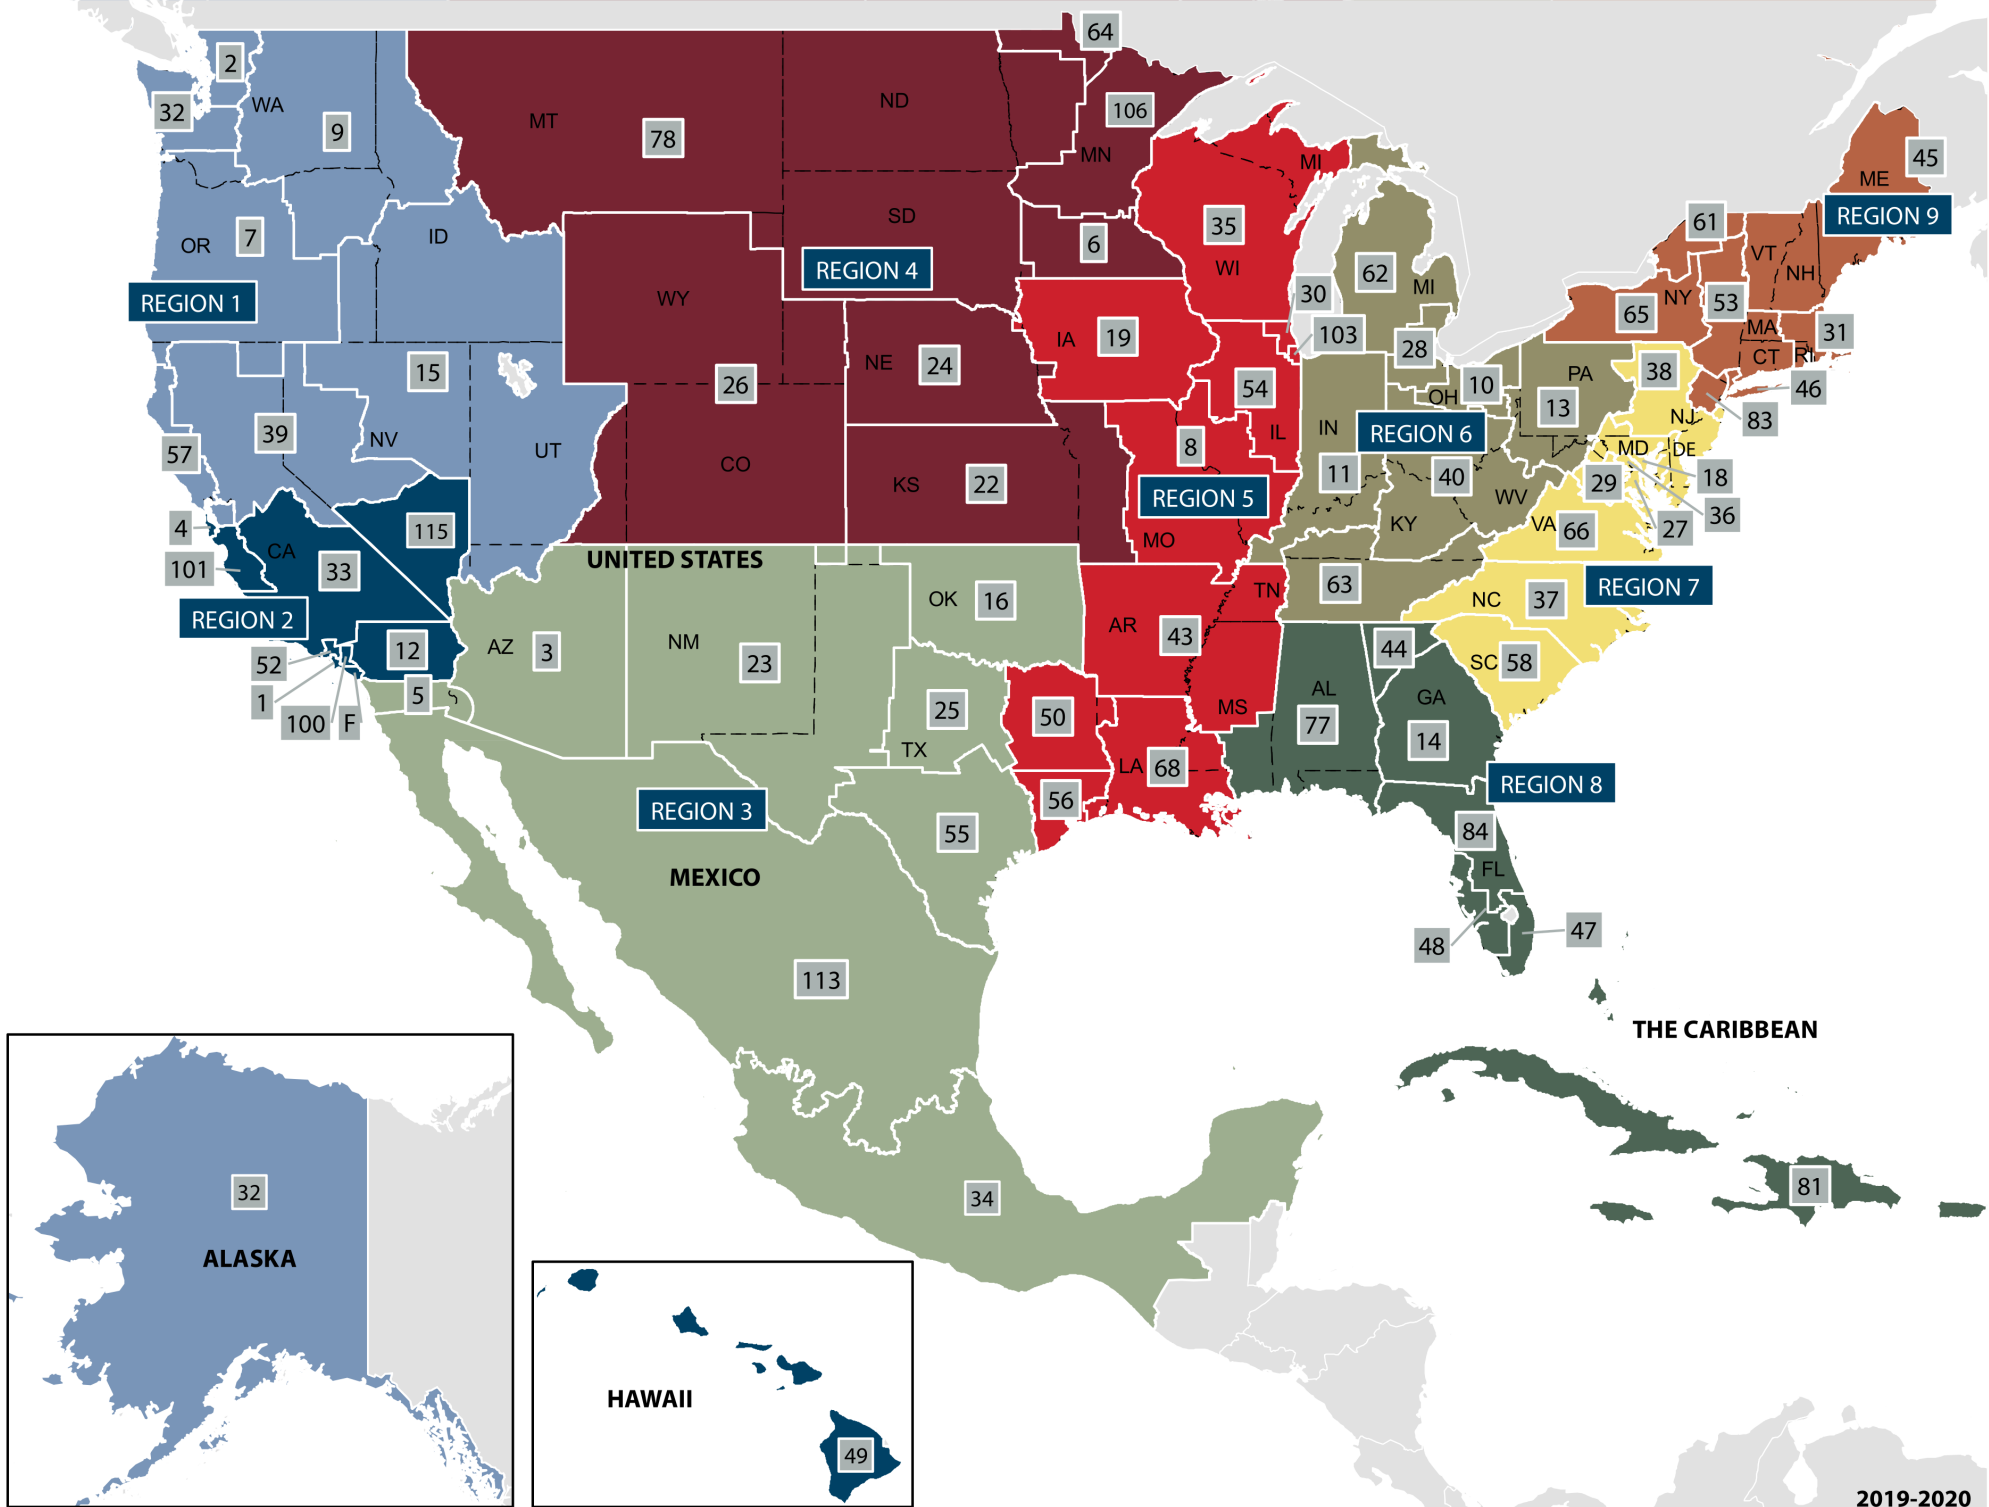 64
2
WA
32
9
MT
78
ND
106
MN
MI
45
ME
REGION 9
61
OR
7
ID
SD
6
35
WI
VT
NH
REGION 4
62
MI
REGION 1
WY
30
NY
53
65
IA
19
103
28
MA
31
CT
RI
15
26
NE
24
54
10
OH
PA
13
38
46
83
39
NV
57
UT
CO
KS
22
8
IL
IN
REGION 6
NJ
MD
DE
11
40
WV
29
18
REGION 5
4
115
CA
101
33
MO
KY
VA
66
27
36
UNITED STATES
REGION 2
AZ
3
NM
23
OK
16
AR
43
TN
63
NC
37
REGION 7
52
12
1
100
F
5
44
SC
58
25
TX
50
MS
AL
77
GA
14
LA
68
REGION 3
56
REGION 8
55
84
FL
MEXICO
48
47
113
THE CARIBBEAN
32
34
81
ALASKA
HAWAII
49
2019-2020